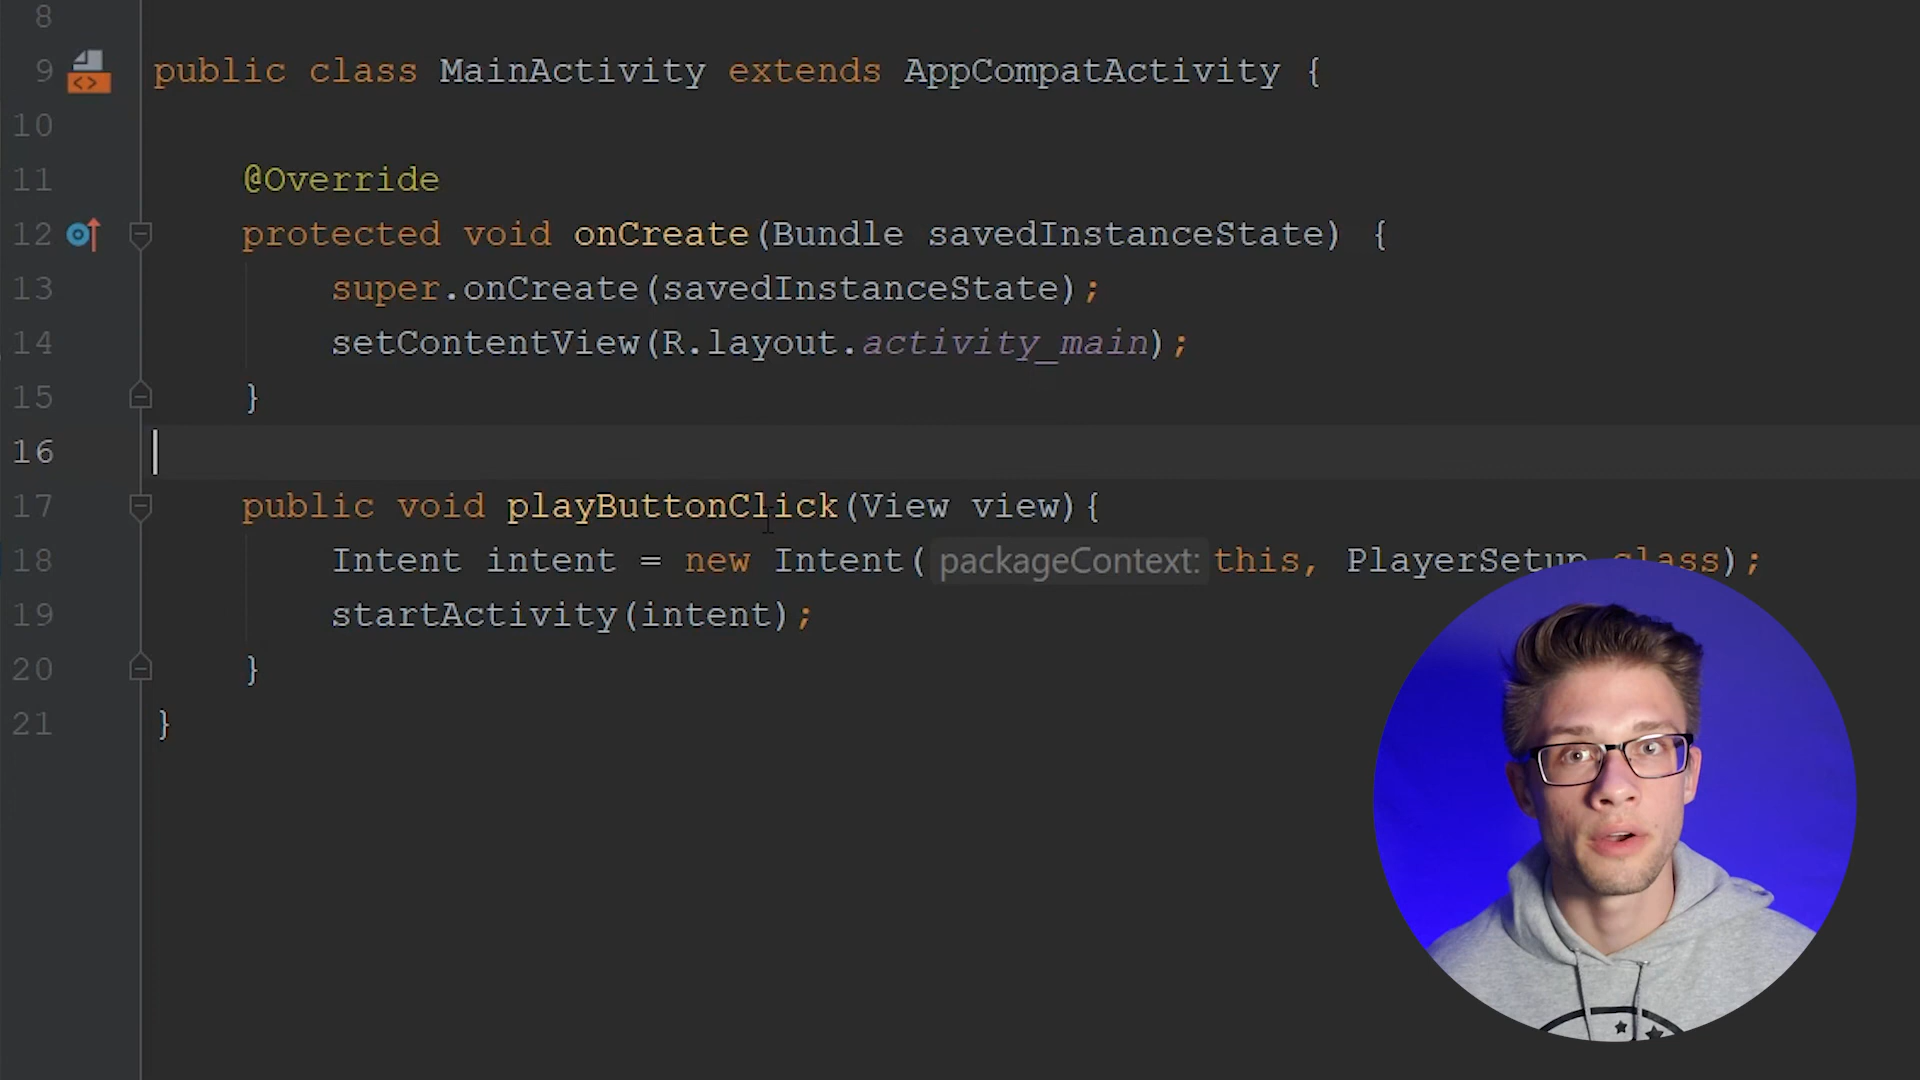 8
9 public class MainActivity extends AppCompatActivity {
10
11 @Override
12 protected void onCreate(Bundle savedInstanceState) {
13 super.onCreate(savedInstanceState);
14 setContentView(R.layout.activity_main);
15 }
16
17 public void playButtonClick(View view){
18 Intent intent = new Intent( packageContext: this, PlayerSetup.class);
19 startActivity(intent);
20 }
21 }